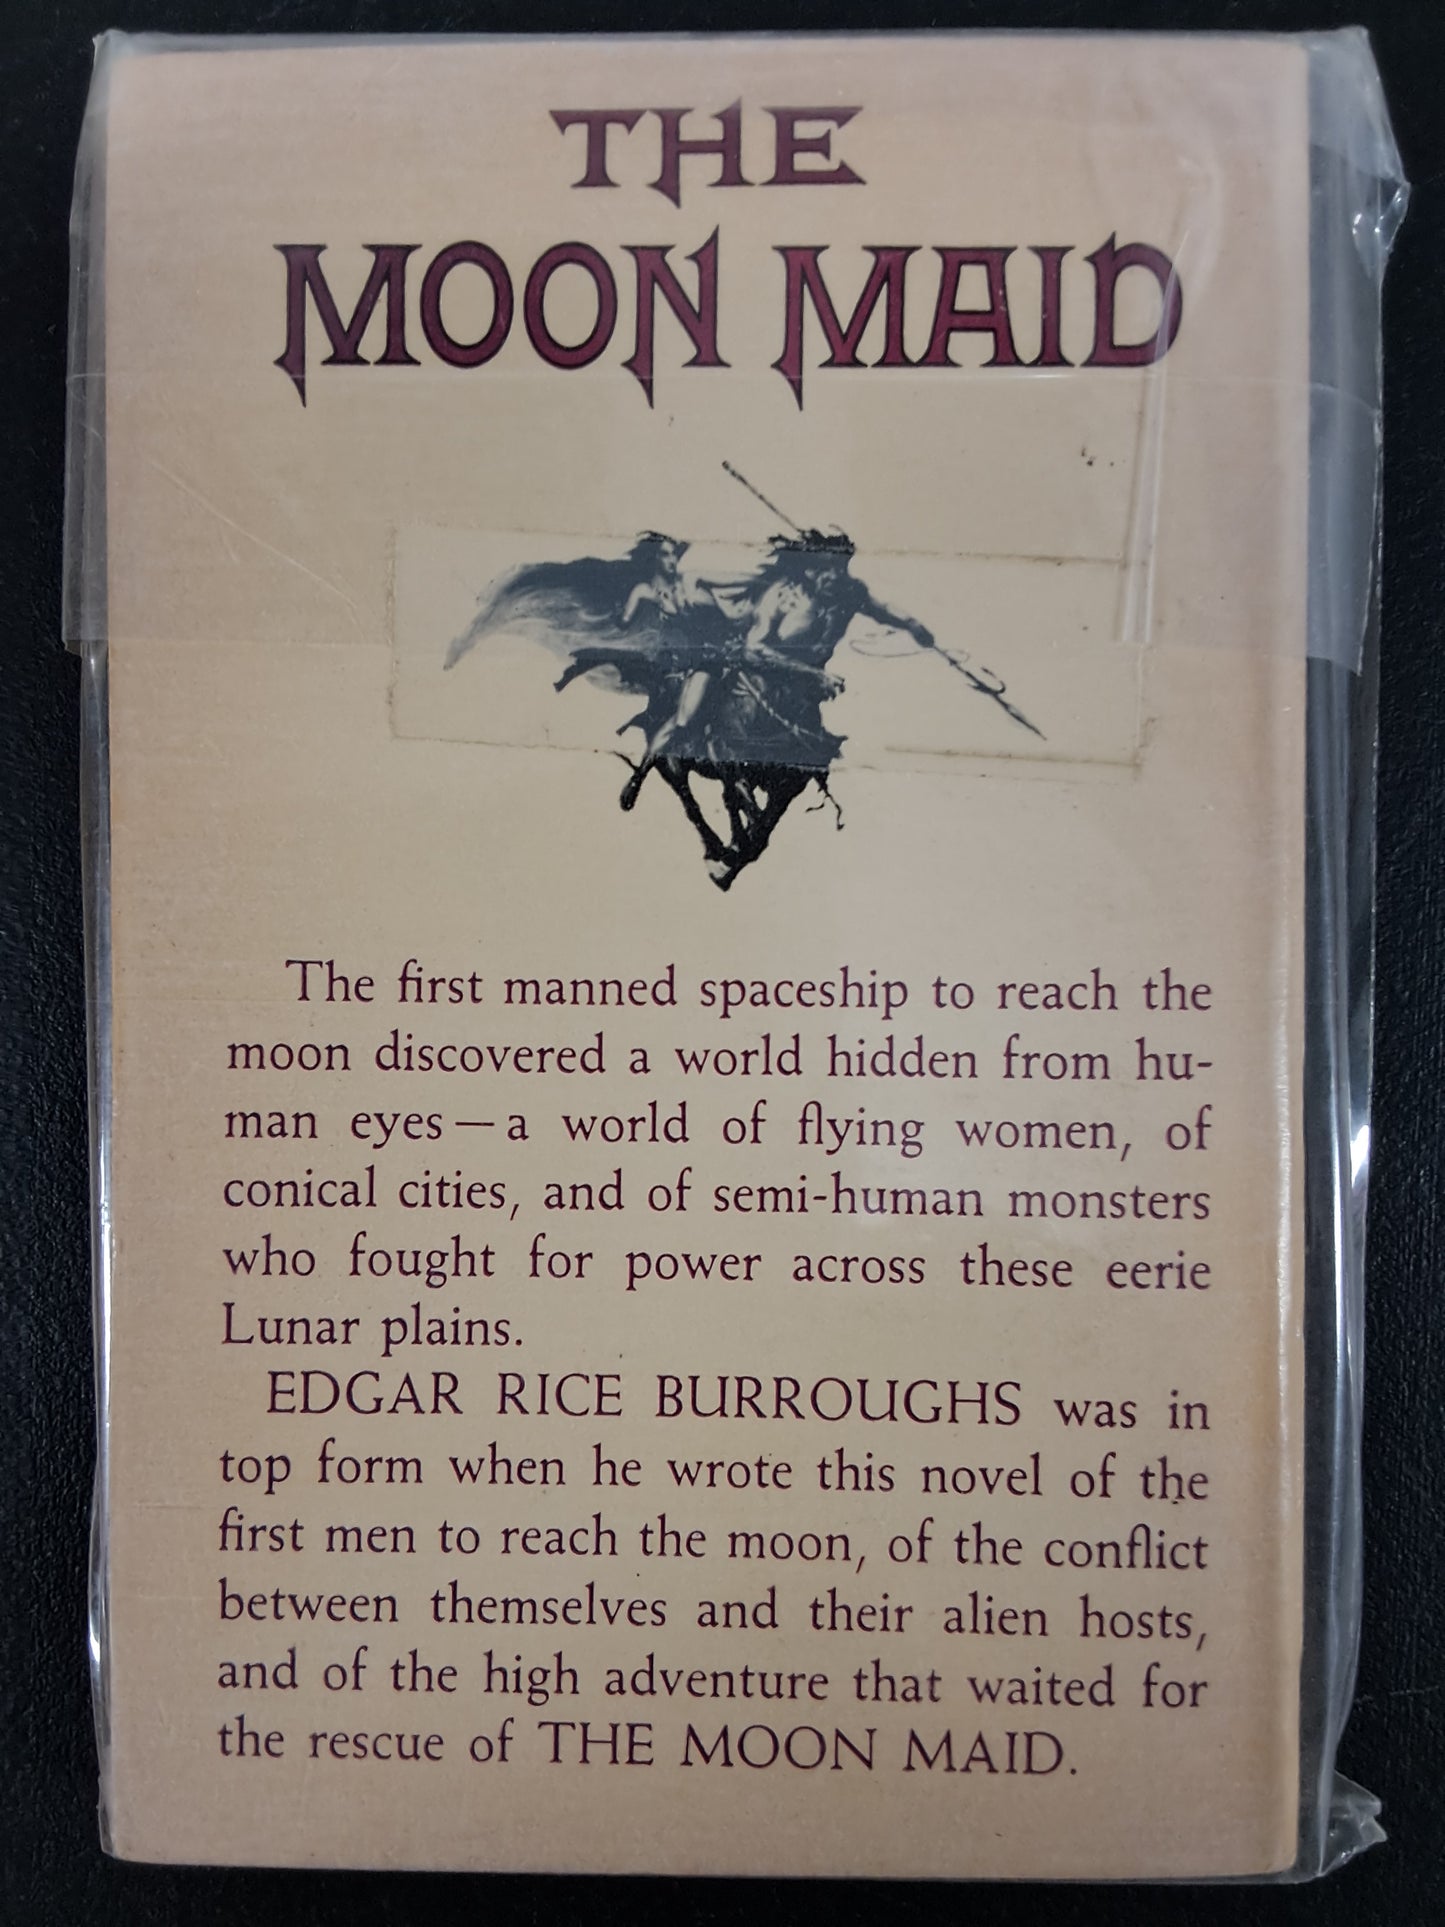 THE
MOON MAID
The first manned spaceship to reach the
moon discovered a world hidden from hu-
man eyes — a world of flying women, of
conical cities, and of semi-human monsters
who fought for power across these eerie
Lunar plains.
EDGAR RICE BURROUGHS was in
top form when he wrote this novel of the
first men to reach the moon, of the conflict
between themselves and their alien hosts,
and of the high adventure that waited for
the rescue of THE MOON MAID.